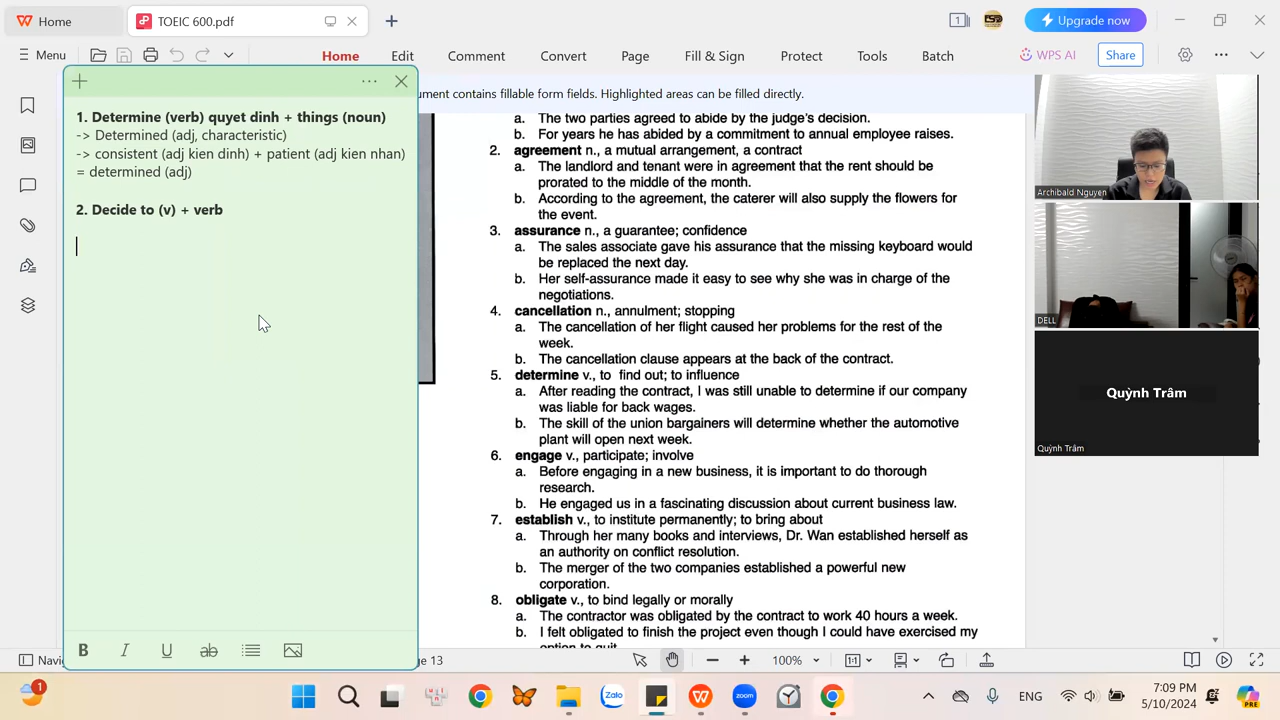 Home
TOEIC 600.pdf
1
Upgrade now
Menu
Home
Edit
Comment
Convert
Page
Fill & Sign
Protect
Tools
Batch
WPS AI
Share
ument contains fillable form fields. Highlighted areas can be filled directly.
1. Determine (verb) quyet dinh + things (noun)
-> Determined (adj, characteristic)
-> consistent (adj kien dinh) + patient (adj kien nhan)
= determined (adj)
2. Decide to (v) + verb
a. The two parties agreed to abide by the judge's decision.
b. For years he has abided by a commitment to annual employee raises.
2. agreement n., a mutual arrangement, a contract
a. The landlord and tenant were in agreement that the rent should be
prorated to the middle of the month.
b. According to the agreement, the caterer will also supply the flowers for
the event.
3. assurance n., a guarantee; confidence
a. The sales associate gave his assurance that the missing keyboard would
be replaced the next day.
b. Her self-assurance made it easy to see why she was in charge of the
negotiations.
4. cancellation n., annulment; stopping
a. The cancellation of her flight caused her problems for the rest of the
week.
b. The cancellation clause appears at the back of the contract.
5. determine v., to find out; to influence
a. After reading the contract, I was still unable to determine if our company
was liable for back wages.
b. The skill of the union bargainers will determine whether the automotive
plant will open next week.
6. engage v., participate; involve
a. Before engaging in a new business, it is important to do thorough
research.
b. He engaged us in a fascinating discussion about current business law.
7. establish v., to institute permanently; to bring about
a. Through her many books and interviews, Dr. Wan established herself as
an authority on conflict resolution.
b. The merger of the two companies established a powerful new
corporation.
8. obligate v., to bind legally or morally
a. The contractor was obligated by the contract to work 40 hours a week.
b. I felt obligated to finish the project even though I could have exercised my
option to quit.
Archibald Nguyen
DELL
Quỳnh Trâm
Quỳnh Trâm
Navi
ge 13
100%
1:1
1
Zalo
zoom
ENG
7:09 PM
5/10/2024
PRE